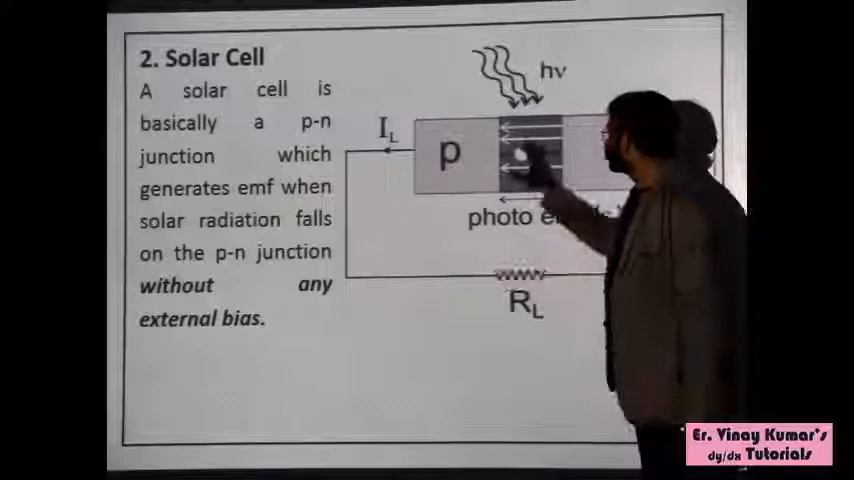 2. Solar Cell
A solar cell is
basically a p-n
junction which
generates emf when
solar radiation falls
on the p-n junction
without any
external bias.
hν
I_L
p
photo
R_L
Er. Vinay Kumar's
dy/dx Tutorials